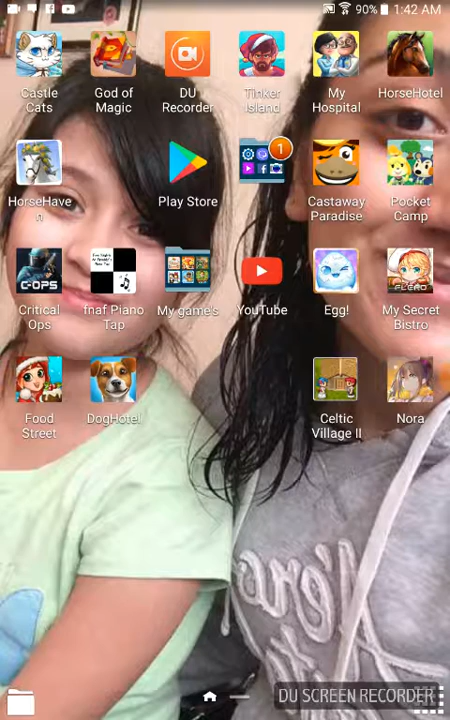 90% 1:42 AM
Castle Cats
God of Magic
DU Recorder
Tinker Island
My Hospital
HorseHotel
1
HorseHaven
Play Store
Castaway Paradise
Pocket Camp
C-OPS
FLERO
Critical Ops
fnaf Piano Tap
My game's
YouTube
Egg!
My Secret Bistro
Food Street
DogHotel
Celtic Village II
Nora
DU SCREEN RECORDER